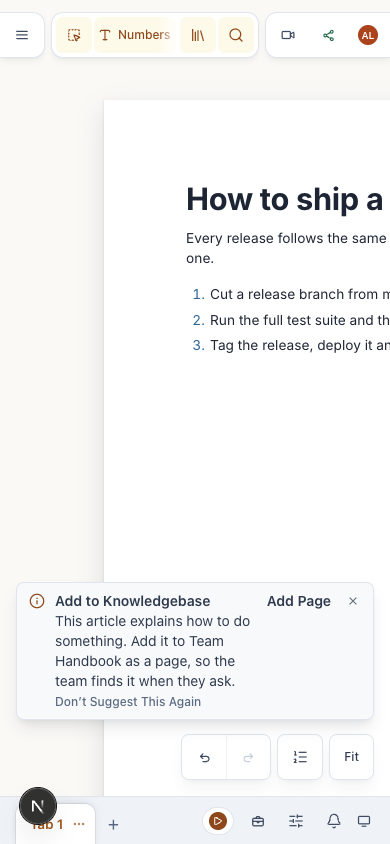 Numbers
AL
How to ship a
Every release follows the same
one.
1. Cut a release branch from m
2. Run the full test suite and th
3. Tag the release, deploy it an
Add to Knowledgebase
Add Page
This article explains how to do
something. Add it to Team
Handbook as a page, so the
team finds it when they ask.
Don't Suggest This Again
Fit
N
Tab 1